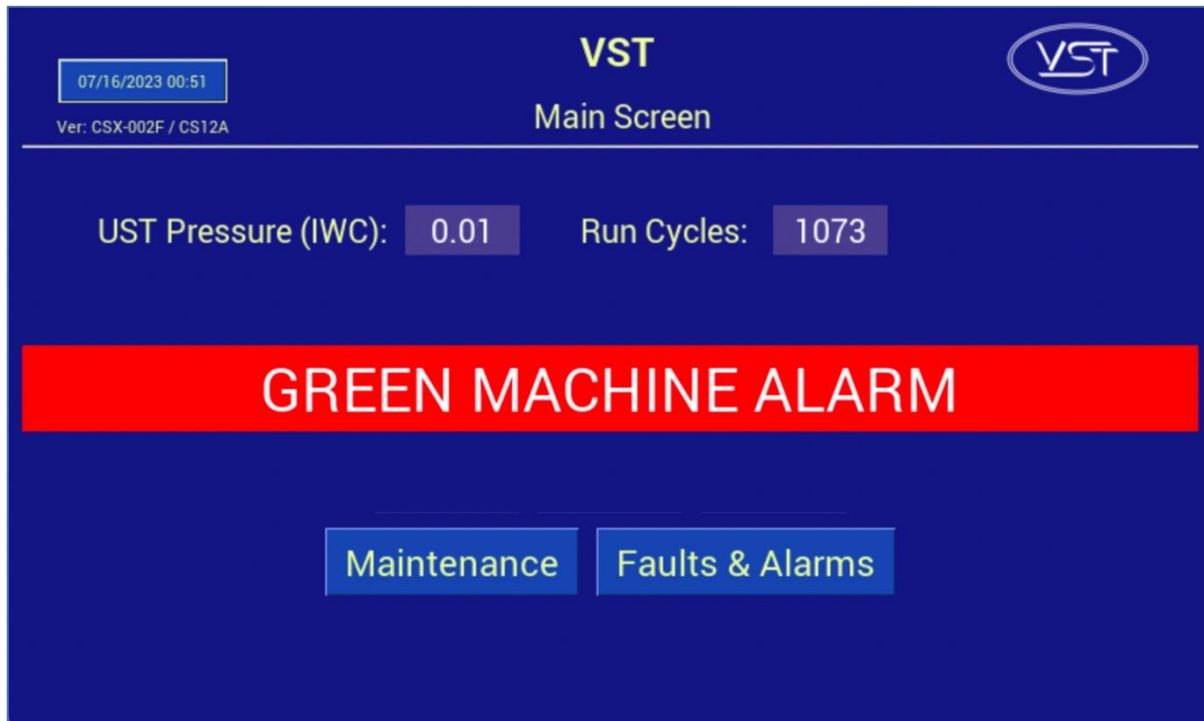 VST
VST
07/16/2023 00:51
Main Screen
Ver: CSX-002F / CS12A
UST Pressure (IWC): 0.01 Run Cycles: 1073
GREEN MACHINE ALARM
Maintenance Faults & Alarms